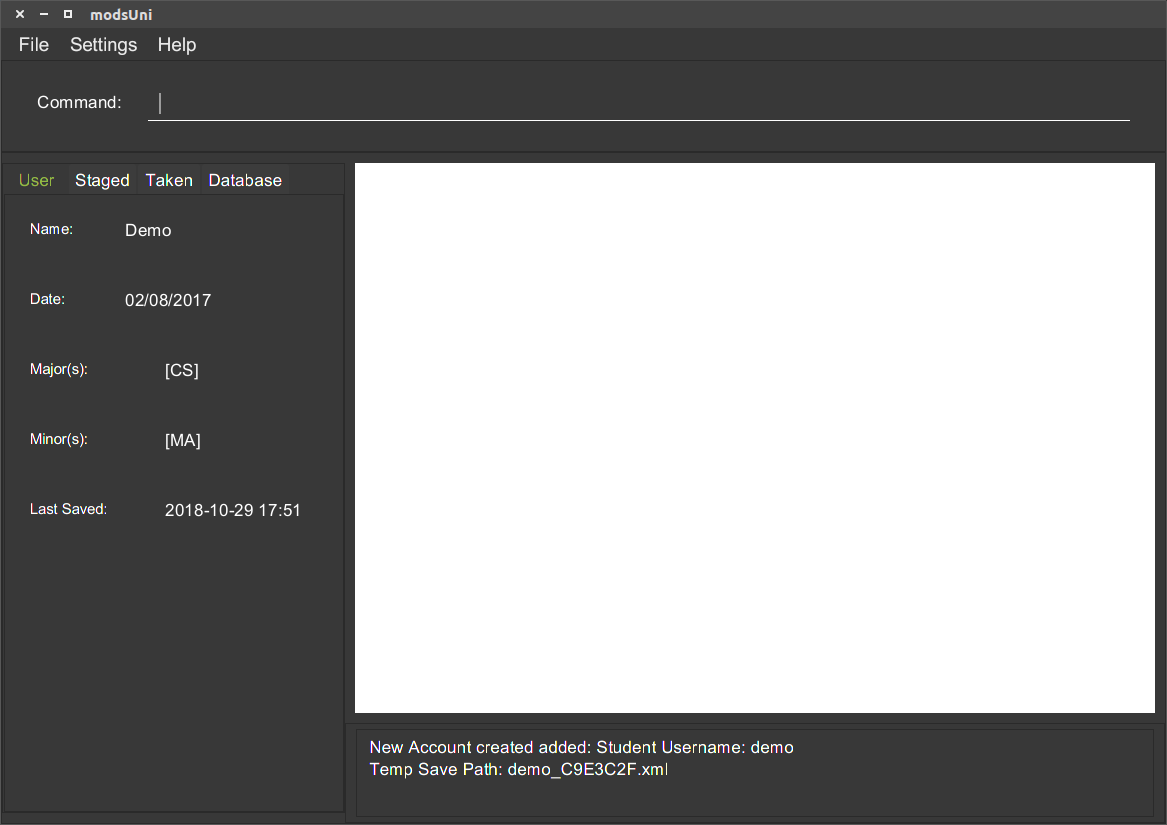 modsUni
File Settings Help
Command:
User Staged Taken Database
Name: Demo
Date: 02/08/2017
Major(s): [CS]
Minor(s): [MA]
Last Saved: 2018-10-29 17:51
New Account created added: Student Username: demo
Temp Save Path: demo_C9E3C2F.xml